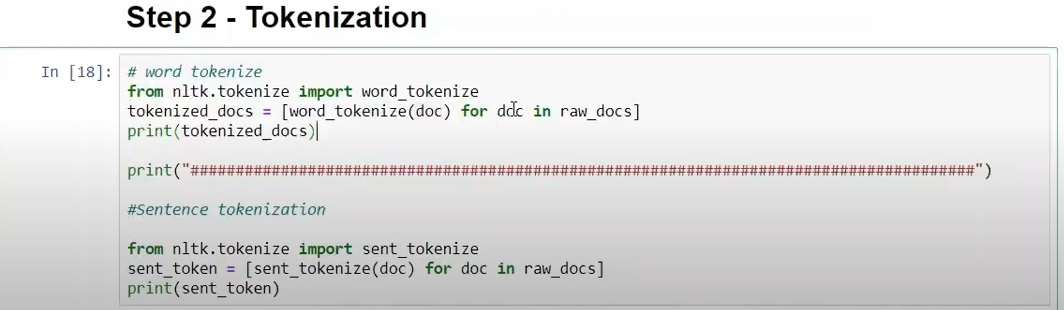 Step 2 - Tokenization
In [18]: # word tokenize
from nltk.tokenize import word_tokenize
tokenized_docs = [word_tokenize(doc) for doc in raw_docs]
print(tokenized_docs)
print("#######################################################################################")
#Sentence tokenization
from nltk.tokenize import sent_tokenize
sent_token = [sent_tokenize(doc) for doc in raw_docs]
print(sent_token)